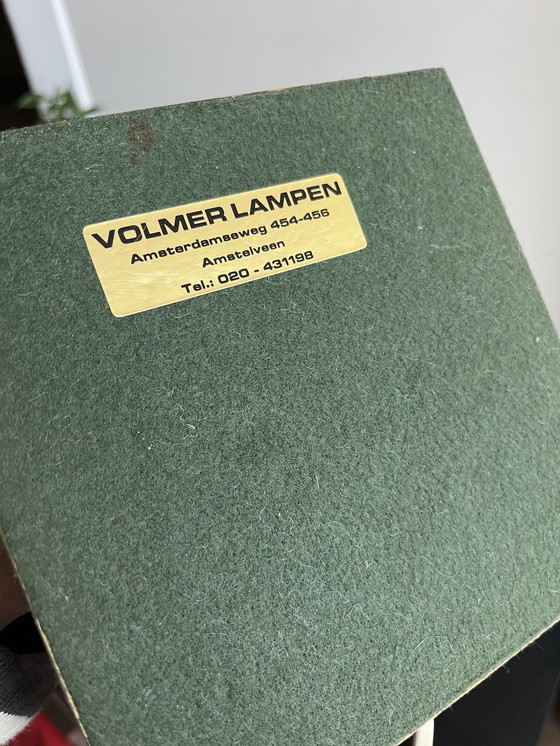 VOLMER LAMPEN
Amsterdamseweg 454-456
Amstelveen
Tel.: 020 - 431198